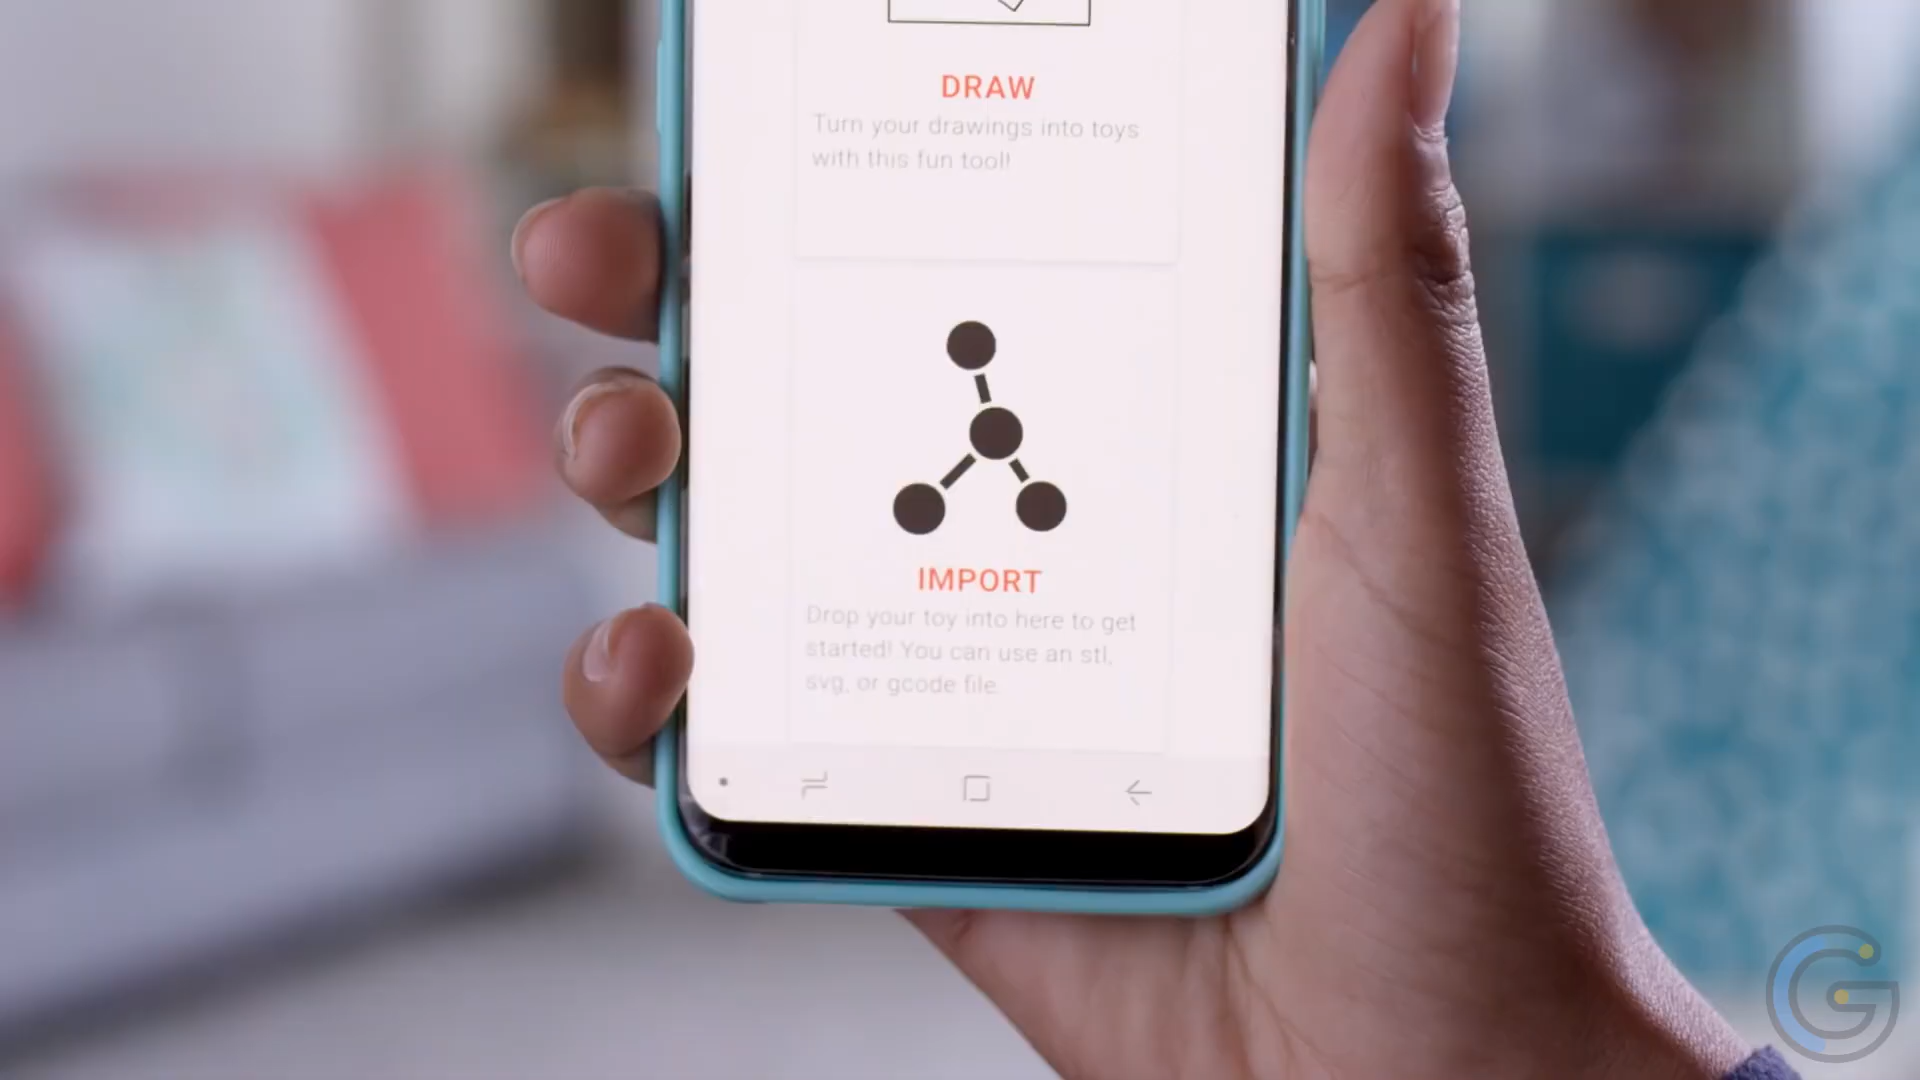 DRAW
Turn your drawings into toys
with this fun tool!
IMPORT
Drop your toy into here to get
started! You can use an stl,
svg, or gcode file.